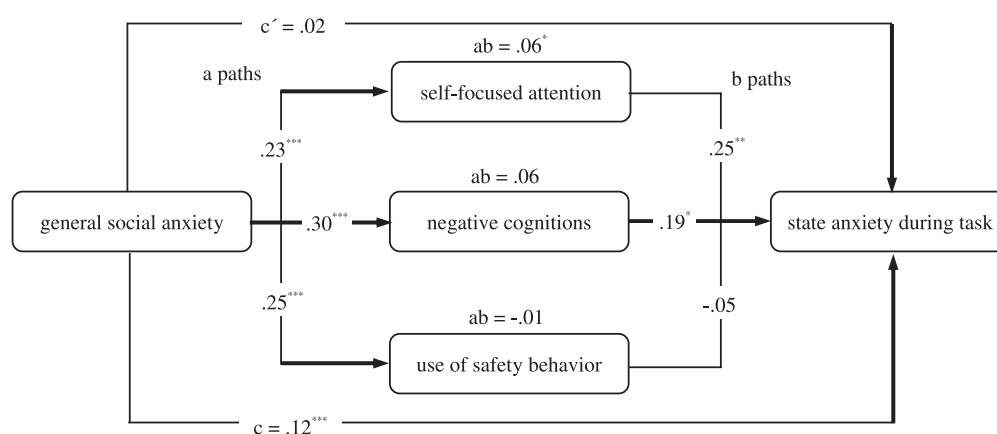 c´ = .02
ab = .06*
a paths
self-focused attention
b paths
.23***
.25**
ab = .06
general social anxiety
.30***
negative cognitions
.19*
state anxiety during task
.25***
-.05
ab = -.01
use of safety behavior
c = .12***